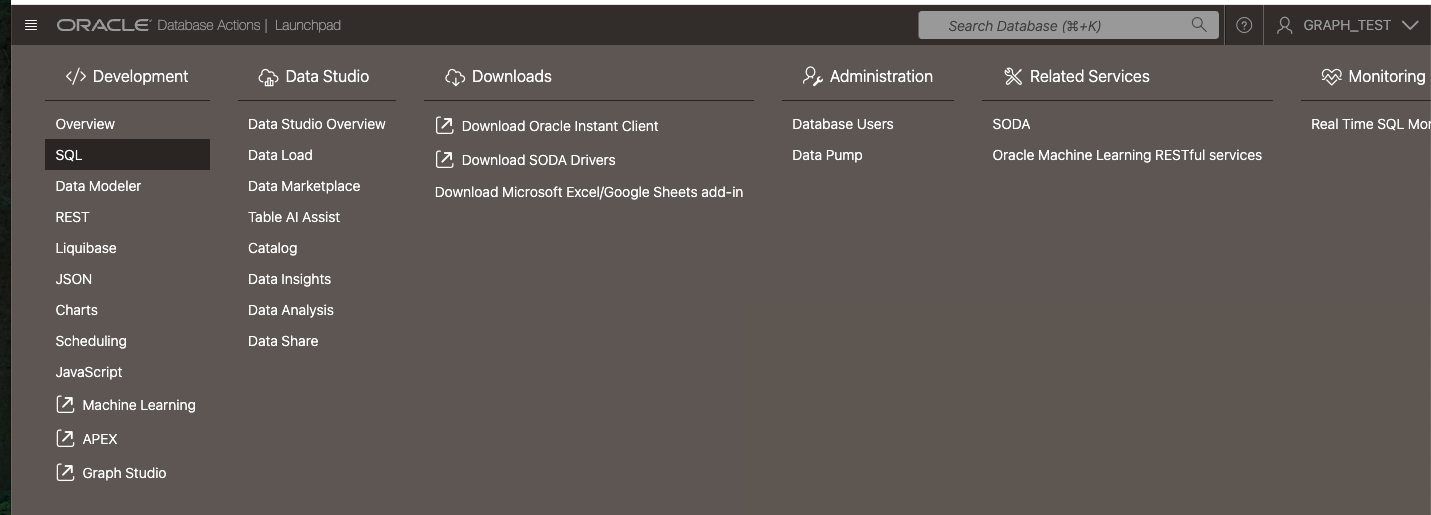 ORACLE Database Actions | Launchpad
Search Database (⌘+K)
GRAPH_TEST
Development
Overview
SQL
Data Modeler
REST
Liquibase
JSON
Charts
Scheduling
JavaScript
Machine Learning
APEX
Graph Studio
Data Studio
Data Studio Overview
Data Load
Data Marketplace
Table AI Assist
Catalog
Data Insights
Data Analysis
Data Share
Downloads
Download Oracle Instant Client
Download SODA Drivers
Download Microsoft Excel/Google Sheets add-in
Administration
Database Users
Data Pump
Related Services
SODA
Oracle Machine Learning RESTful services
Monitoring
Real Time SQL